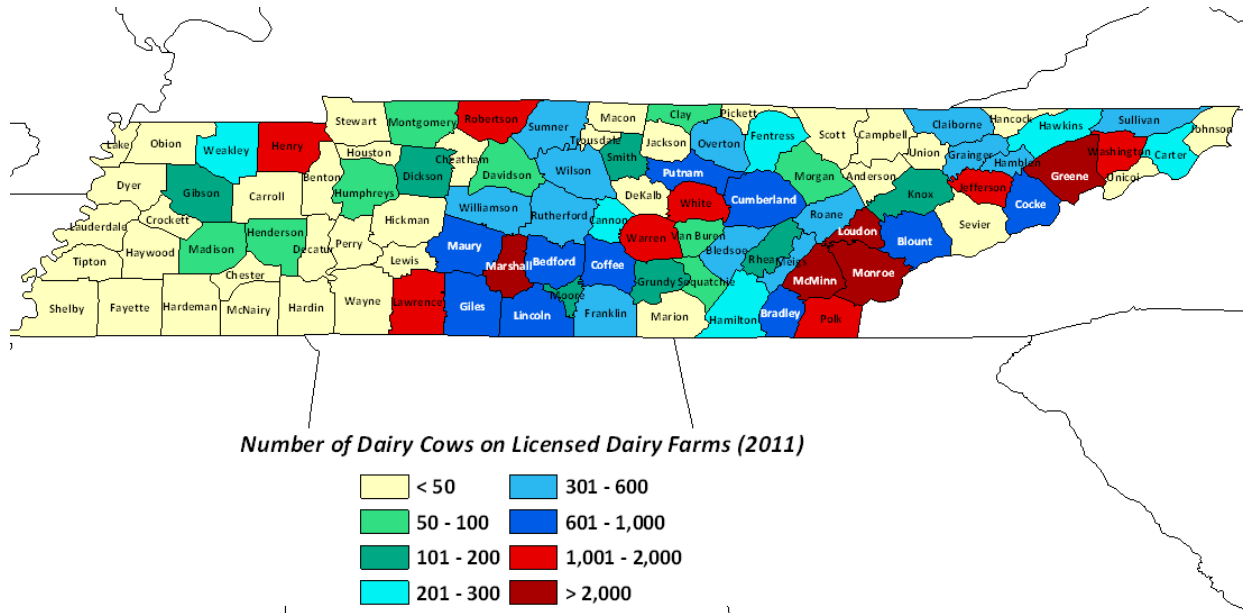 Stewart
Montgomery
Robertson
Sumner
Macon
Clay
Pickett
Claiborne
Hancock
Hawkins
Sullivan
Johnson
Lake
Obion
Weakley
Henry
Houston
Cheatham
Trousdale
Smith
Jackson
Overton
Fentress
Scott
Campbell
Union
Grainger
Hamblen
Washington
Carter
Unicoi
Dyer
Gibson
Carroll
Benton
Humphreys
Dickson
Davidson
Wilson
Putnam
Morgan
Anderson
Knox
Jefferson
Greene
Cocke
Lauderdale
Crockett
Haywood
Madison
Henderson
Decatur
Perry
Hickman
Williamson
Rutherford
Cannon
DeKalb
White
Cumberland
Roane
Loudon
Blount
Sevier
Tipton
Chester
Lewis
Maury
Marshall
Bedford
Coffee
Warren
Van Buren
Bledsoe
Rhea
Meigs
McMinn
Monroe
Shelby
Fayette
Hardeman
McNairy
Hardin
Wayne
Lawrence
Giles
Lincoln
Moore
Franklin
Grundy
Sequatchie
Marion
Hamilton
Bradley
Polk
Number of Dairy Cows on Licensed Dairy Farms (2011)
< 50
301 - 600
50 - 100
601 - 1,000
101 - 200
1,001 - 2,000
201 - 300
> 2,000